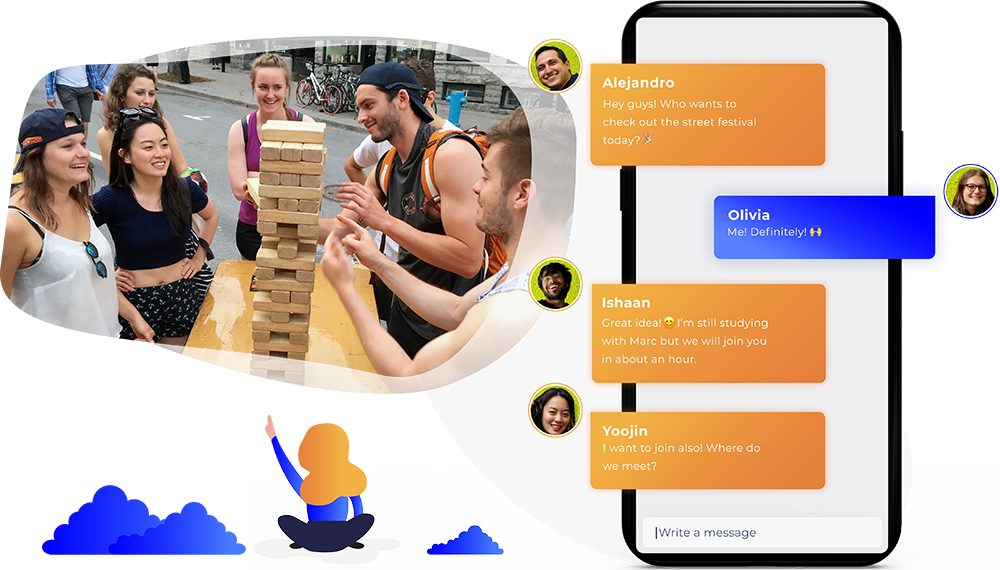 Alejandro
Hey guys! Who wants to
check out the street festival
today? 🎉
Olivia
Me! Definitely! 🙌
Ishaan
Great idea!😊 I'm still studying
with Marc but we will join you
in about an hour.
Yoojin
I want to join also! Where do
we meet?
Write a message